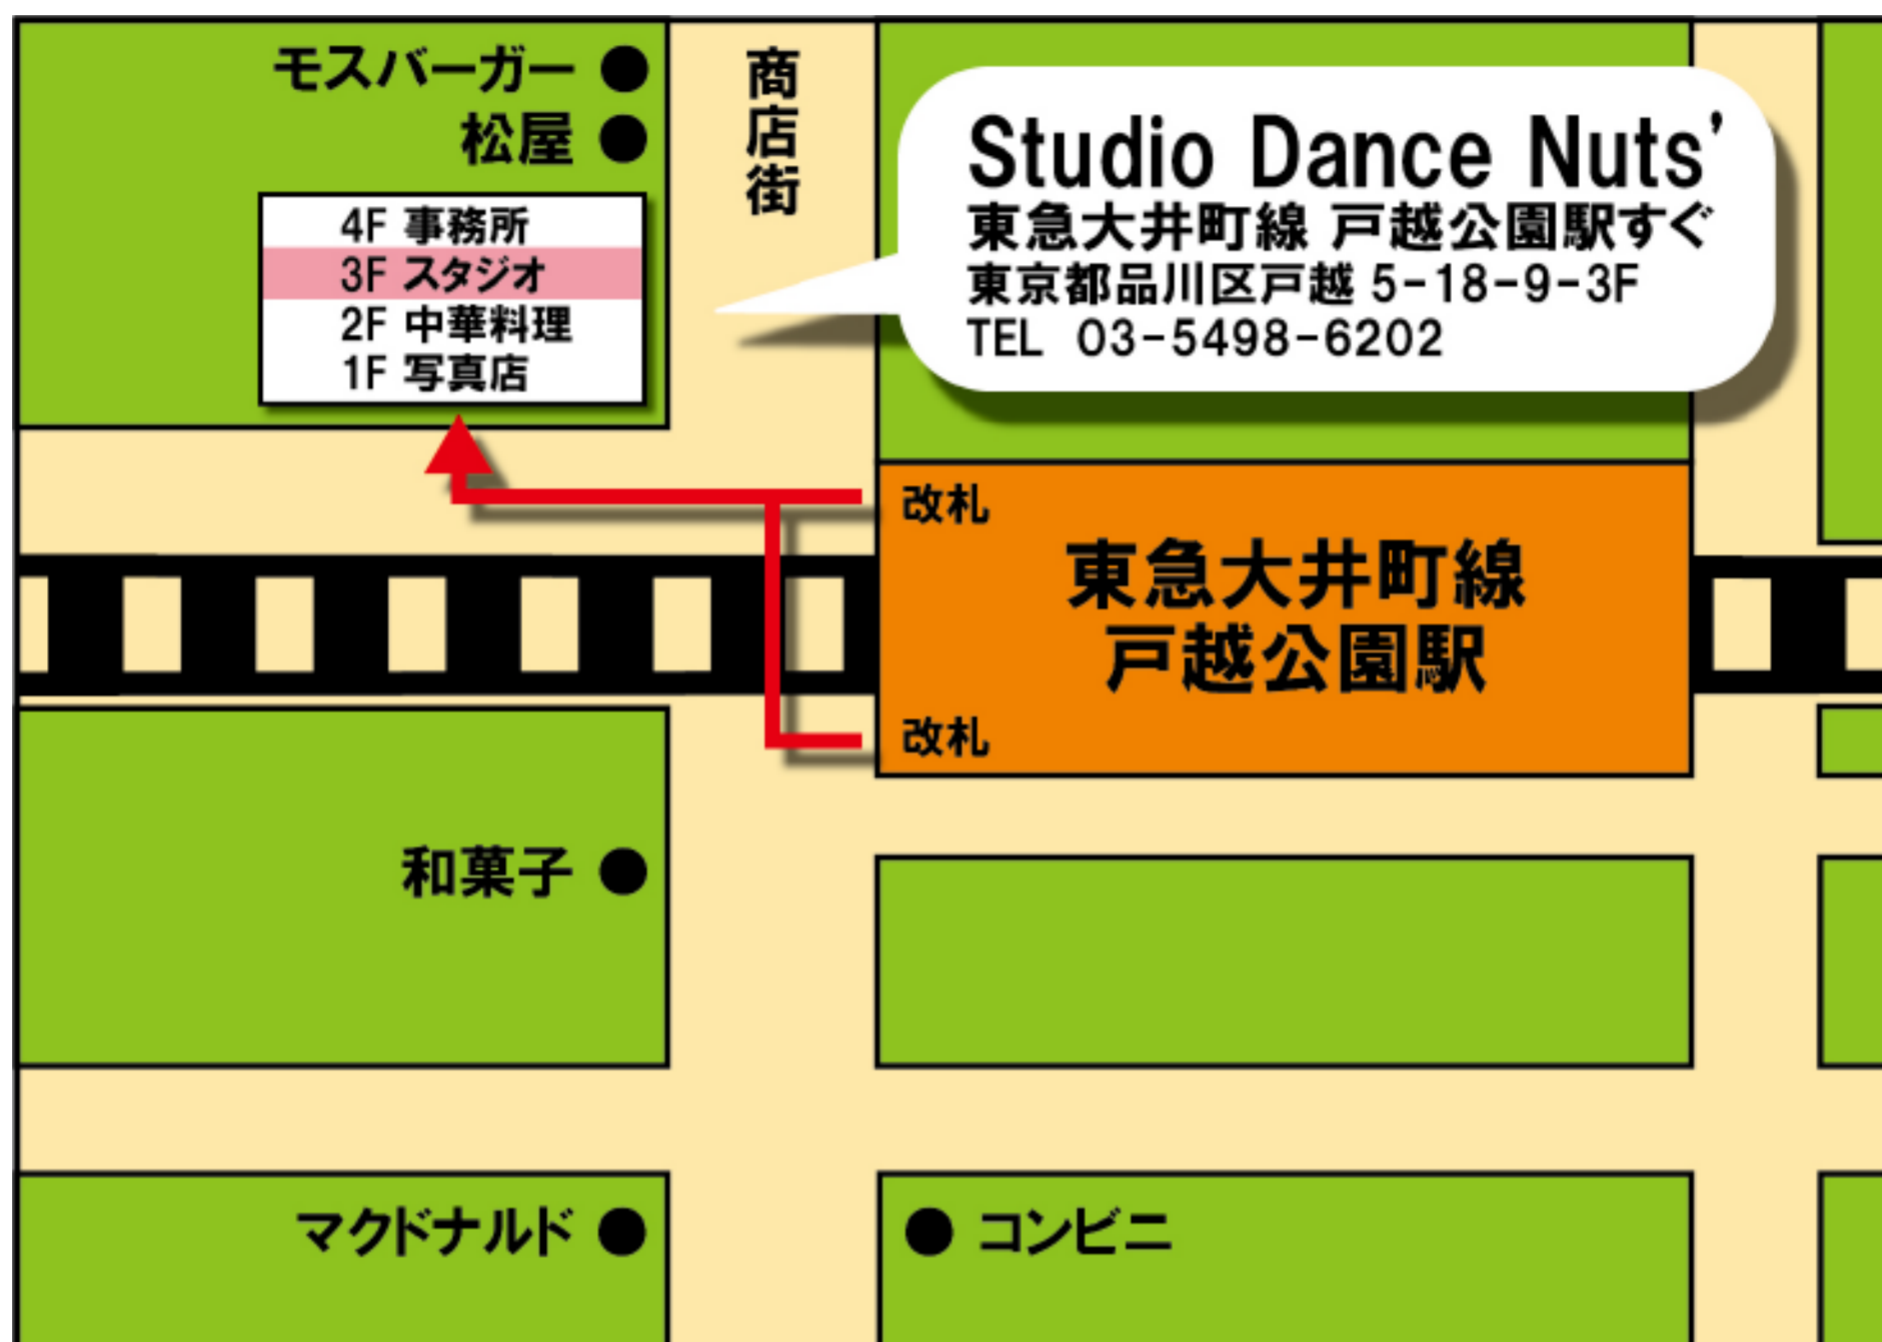 モスバーガー
松屋
4F 事務所
3F スタジオ
2F 中華料理
1F 写真店
商店街
Studio Dance Nuts’
東急大井町線 戸越公園駅すぐ
東京都品川区戸越 5-18-9-3F
TEL 03-5498-6202
改札
東急大井町線
戸越公園駅
改札
和菓子
マクドナルド
コンビニ